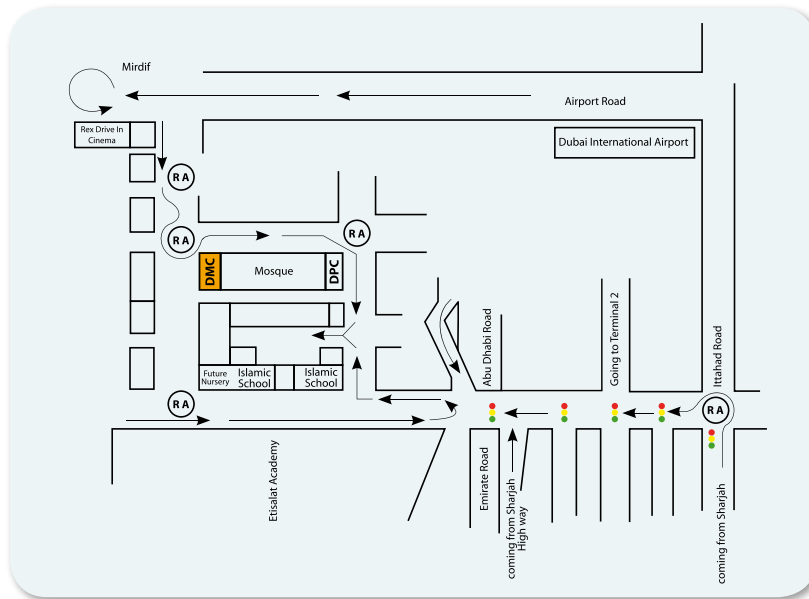 Mirdif
Airport Road
Rex Drive In
Cinema
Dubai International Airport
R A
R A
R A
DMC
Mosque
DPC
Abu Dhabi Road
Going to Terminal 2
Ittahad Road
Future
Nursery
Islamic
School
Islamic
School
R A
R A
Etisalat Academy
Emirate Road
coming from Sharjah
High way
coming from Sharjah